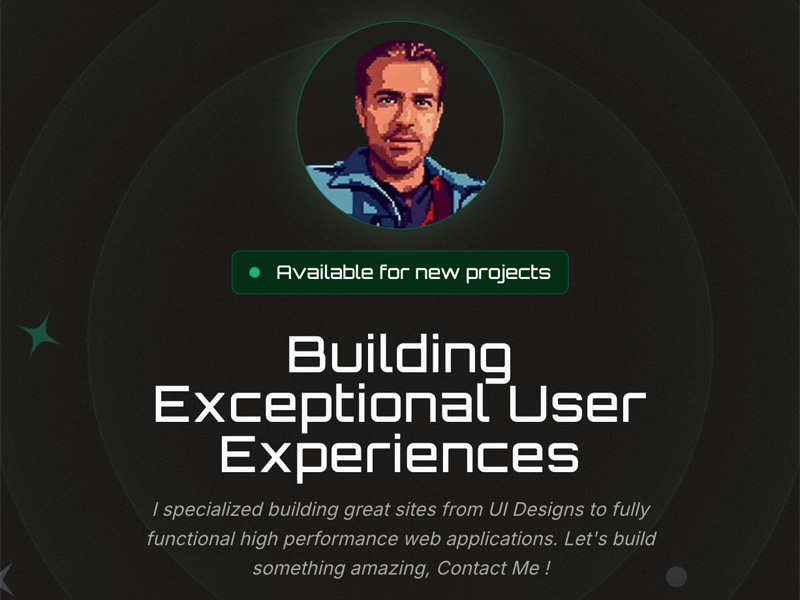 Available for new projects
Building
Exceptional User
Experiences
I specialized building great sites from UI Designs to fully
functional high performance web applications. Let's build
something amazing, Contact Me !